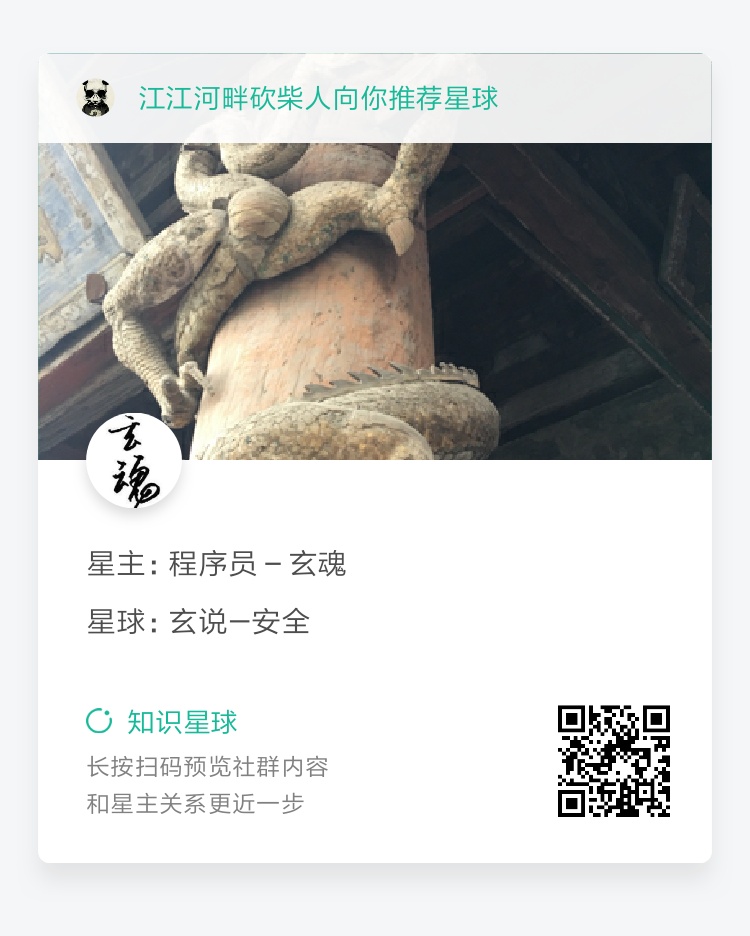 江江河畔砍柴人向你推荐星球
玄
魂
星主：程序员－玄魂
星球：玄说—安全
知识星球
长按扫码预览社群内容
和星主关系更近一步